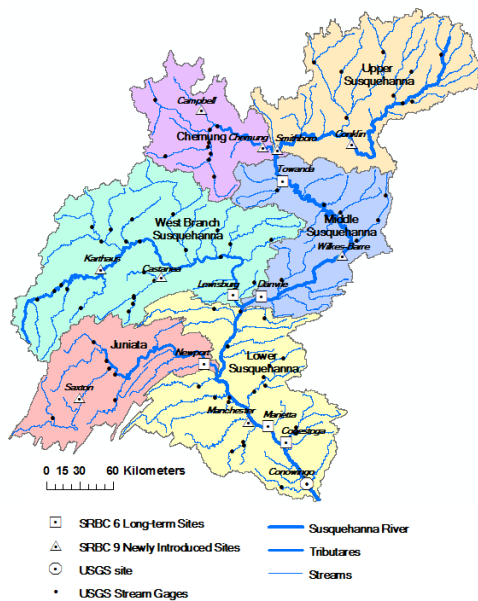 Upper
Susquehanna
Campbell
Chemung
Chemung
Smithboro
Conklin
Towanda
West Branch
Susquehanna
Middle
Susquehanna
Karthaus
Castanea
Wilkes-Barre
Lewisburg
Danville
Juniata
Newport
Lower
Susquehanna
Saxton
Manchester
Marietta
Conestoga
Conowingo
0 15 30 60 Kilometers
SRBC 6 Long-term Sites
SRBC 9 Newly Introduced Sites
USGS site
USGS Stream Gages
Susquehanna River
Tributares
Streams